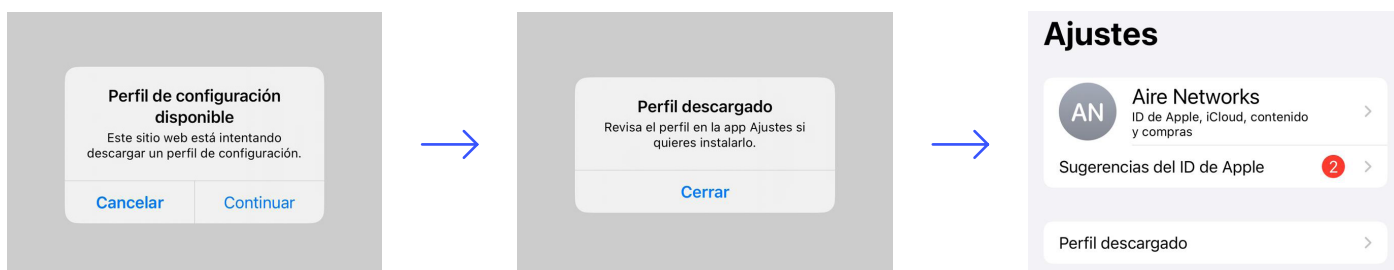 Perfil de configuración
disponible
Este sitio web está intentando
descargar un perfil de configuración.
Cancelar
Continuar
Perfil descargado
Revisa el perfil en la app Ajustes si
quieres instalarlo.
Cerrar
Ajustes
AN
Aire Networks
ID de Apple, iCloud, contenido
y compras
Sugerencias del ID de Apple
2
Perfil descargado